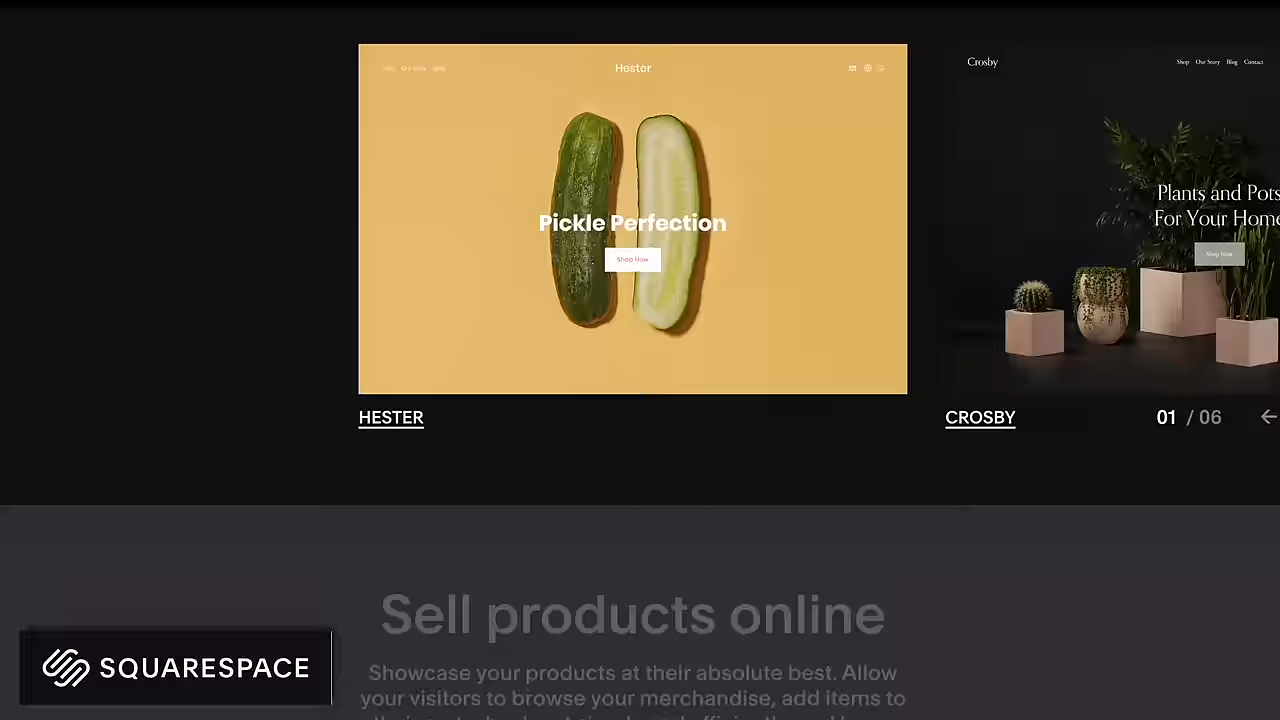 Hester
Pickle Perfection
Shop Now
HESTER
Crosby
Shop Our Story Blog Contact
Plants and Pots
For Your Home
Shop Now
CROSBY
01 / 06
Sell products online
Showcase your products at their absolute best. Allow
your visitors to browse your merchandise, add items to
SQUARESPACE